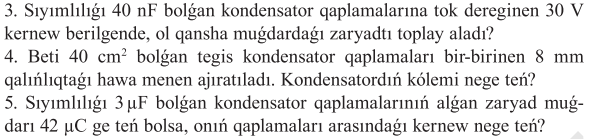 3. Sıyımlılıǵı 40 nF bolǵan kondensator qaplamalarına tok dereginen 30 V
kernew berilgende, ol qansha muǵdardaǵı zaryadtı toplay aladı?
4. Beti 40 cm² bolǵan tegis kondensator qaplamaları bir-birinen 8 mm
qalıńlıqtaǵı hawa menen ajıratıladı. Kondensatordıń kólemi nege teń?
5. Sıyımlılıǵı 3 μF bolǵan kondensator qaplamalarınıń alǵan zaryad muǵ-
darı 42 μC ge teń bolsa, onıń qaplamaları arasındaǵı kernew nege teń?